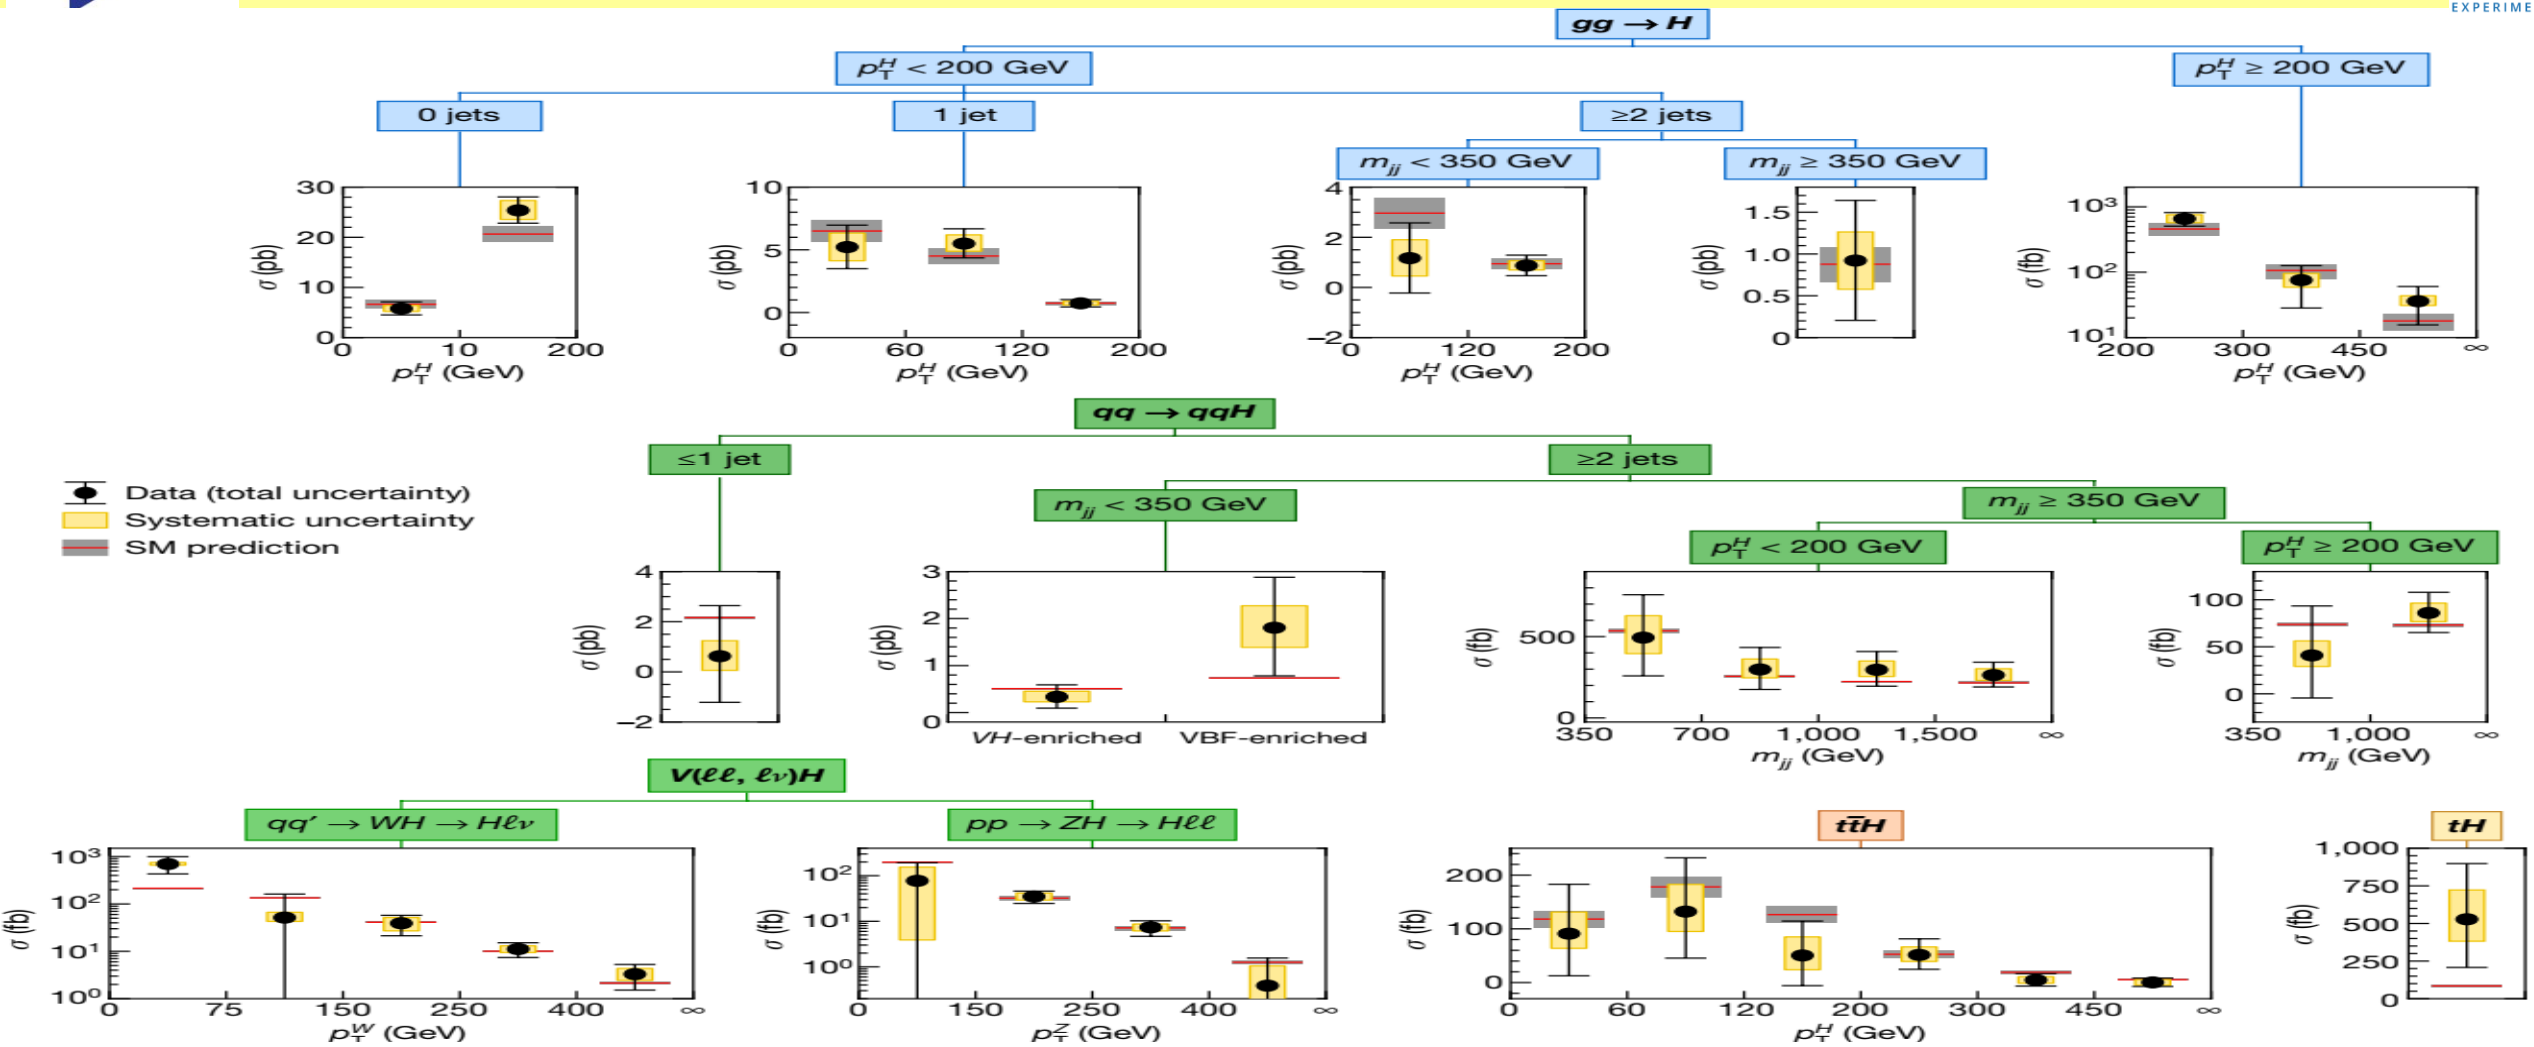 EXPERIME
gg → H
p_T^H < 200 GeV
p_T^H ≥ 200 GeV
0 jets
1 jet
≥2 jets
m_jj < 350 GeV
m_jj ≥ 350 GeV
σ (pb)
30
20
10
0
0 10 200
p_T^H (GeV)
σ (pb)
10
5
0
0 60 120 200
p_T^H (GeV)
σ (pb)
4
2
0
−2
0 120 200
p_T^H (GeV)
σ (pb)
1.5
1.0
0.5
0
σ (fb)
10³
10²
10¹
200 300 450 ∞
p_T^H (GeV)
qq → qqH
≤1 jet
≥2 jets
m_jj < 350 GeV
m_jj ≥ 350 GeV
p_T^H < 200 GeV
p_T^H ≥ 200 GeV
Data (total uncertainty)
Systematic uncertainty
SM prediction
σ (pb)
4
2
0
−2
σ (pb)
3
2
1
0
VH-enriched VBF-enriched
σ (fb)
500
0
350 700 1,000 1,500 ∞
m_jj (GeV)
σ (fb)
100
50
0
350 1,000 ∞
m_jj (GeV)
V(ℓℓ, ℓν)H
qq′ → WH → Hℓν
pp → ZH → Hℓℓ
tt̄H
tH
σ (fb)
10³
10²
10¹
10⁰
0 75 150 250 400 ∞
p_T^W (GeV)
σ (fb)
10²
10¹
10⁰
0 150 250 400 ∞
p_T^Z (GeV)
σ (fb)
200
100
0
0 60 120 200 300 450 ∞
p_T^H (GeV)
σ (fb)
1,000
750
500
250
0